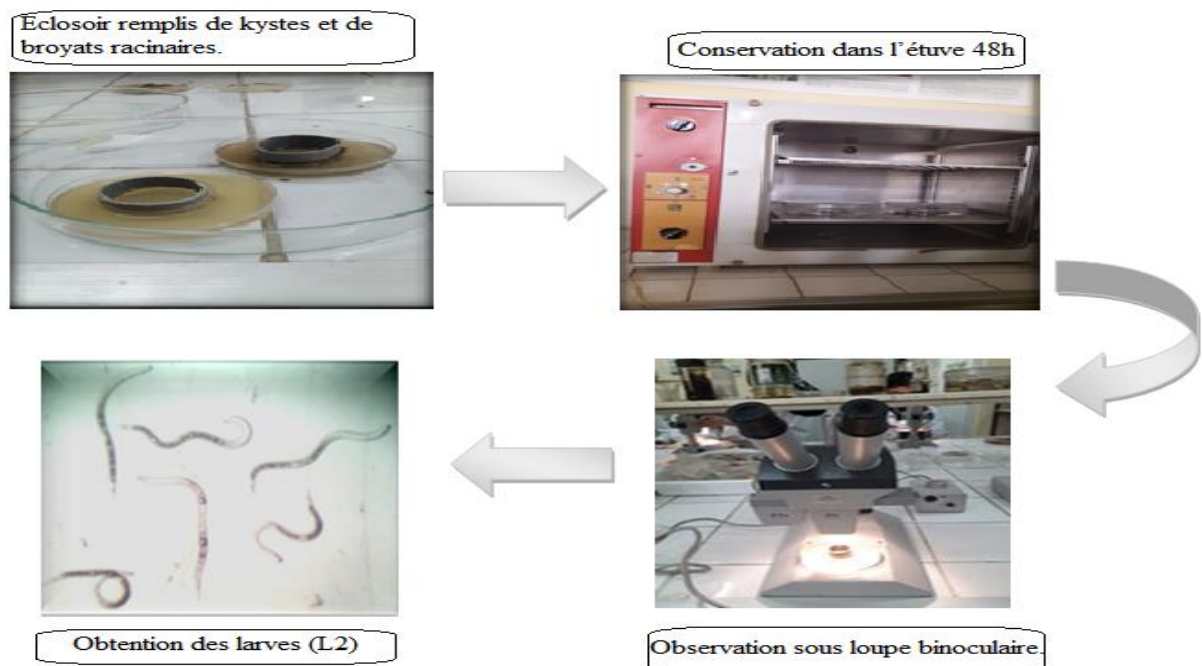 Eclosoir remplis de kystes et de
broyats racinaires.
Conservation dans l'étuve 48h
Observation sous loupe binoculaire.
Obtention des larves (L2)